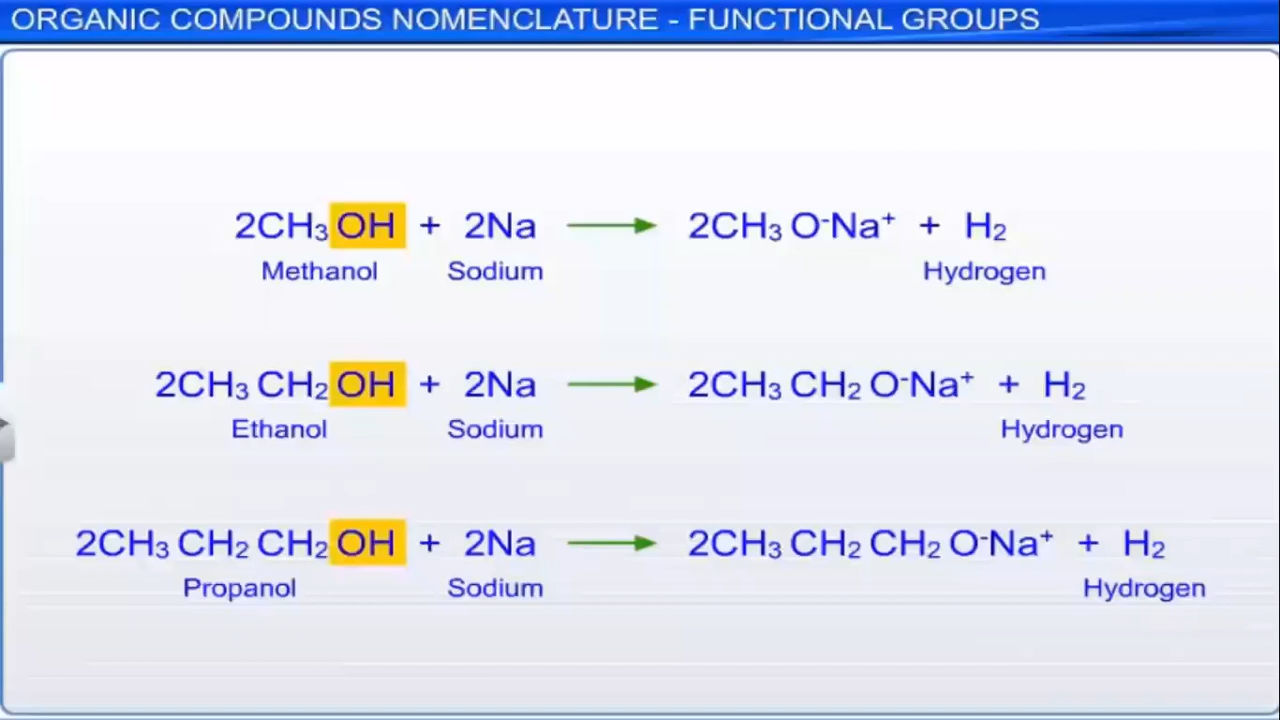 ORGANIC COMPOUNDS NOMENCLATURE - FUNCTIONAL GROUPS
2CH₃OH + 2Na → 2CH₃O⁻Na⁺ + H₂
Methanol Sodium Hydrogen
2CH₃CH₂OH + 2Na → 2CH₃CH₂O⁻Na⁺ + H₂
Ethanol Sodium Hydrogen
2CH₃CH₂CH₂OH + 2Na → 2CH₃CH₂CH₂O⁻Na⁺ + H₂
Propanol Sodium Hydrogen